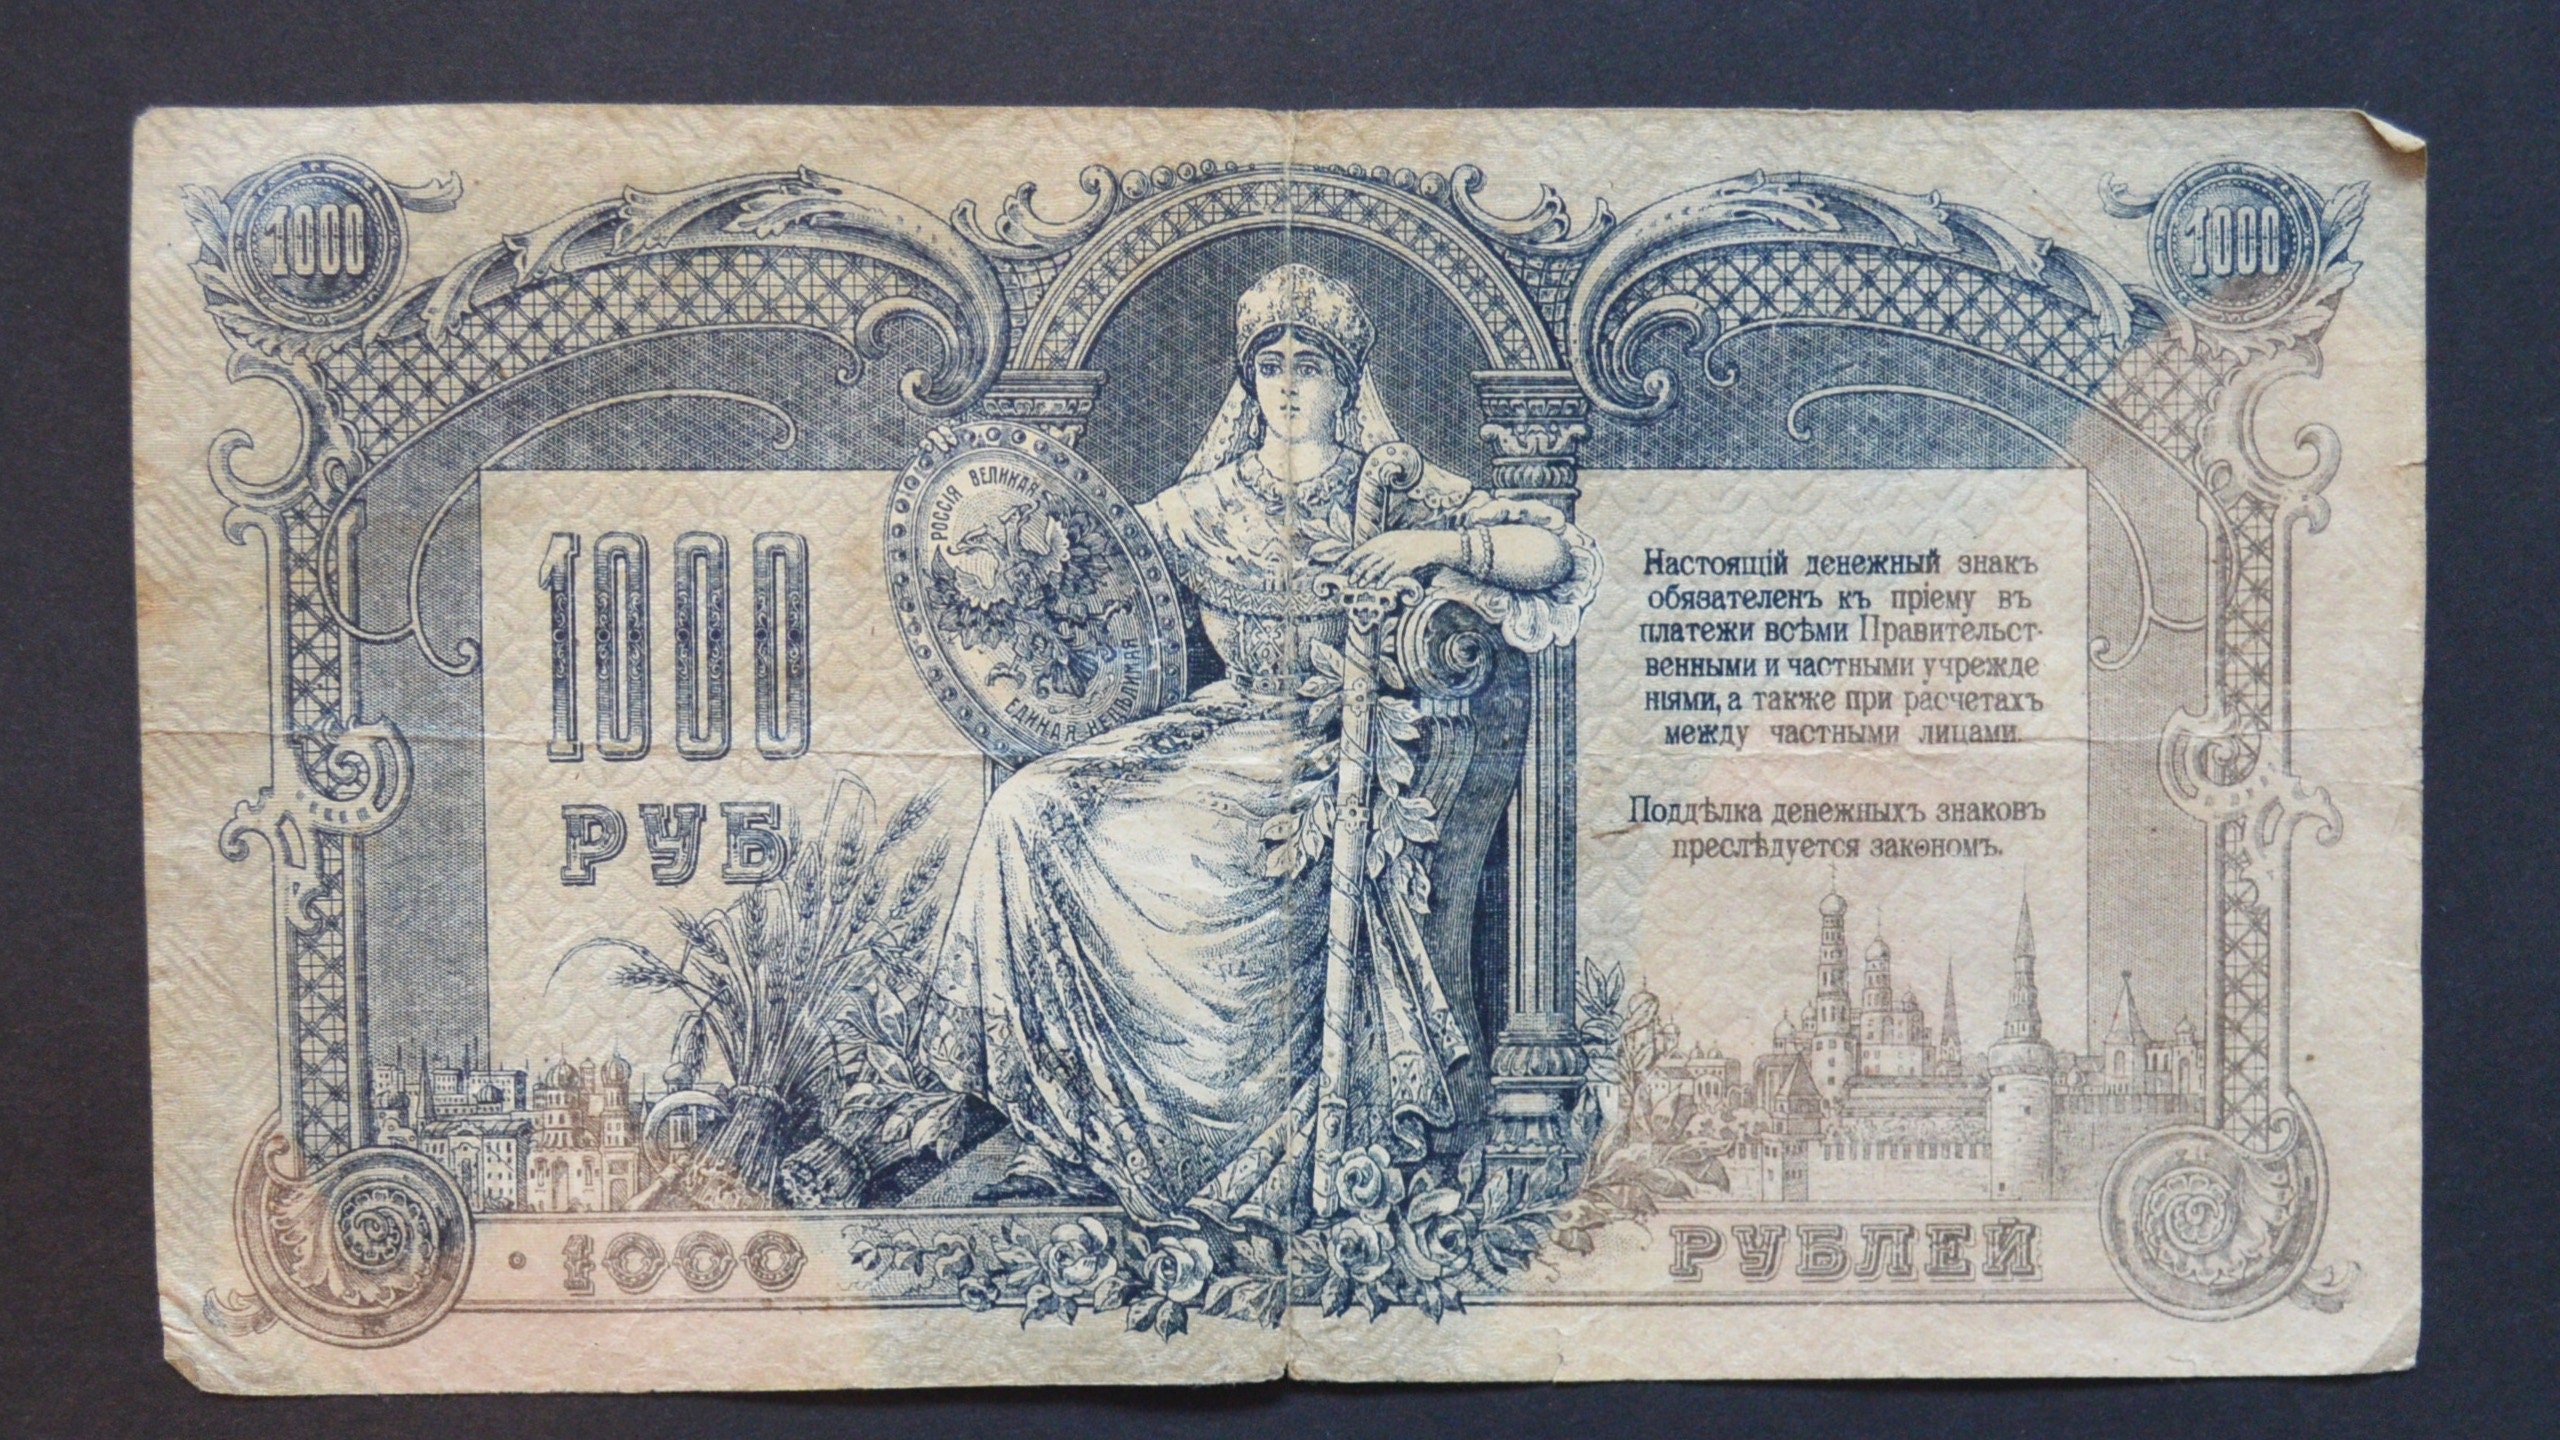 1000
1000
РОССІЯ ВЕЛИКАЯ
ЕДИНАЯ НЕДѢЛИМАЯ
1000
РУБ
Настоящій денежный знакъ
обязателенъ къ пріему въ
платежи всѣми Правительст-
венными и частными учрежде
ніями, а также при расчетахъ
между частными лицами.
Поддѣлка денежныхъ знаковъ
преслѣдуется закономъ.
1000
РУБЛЕЙ